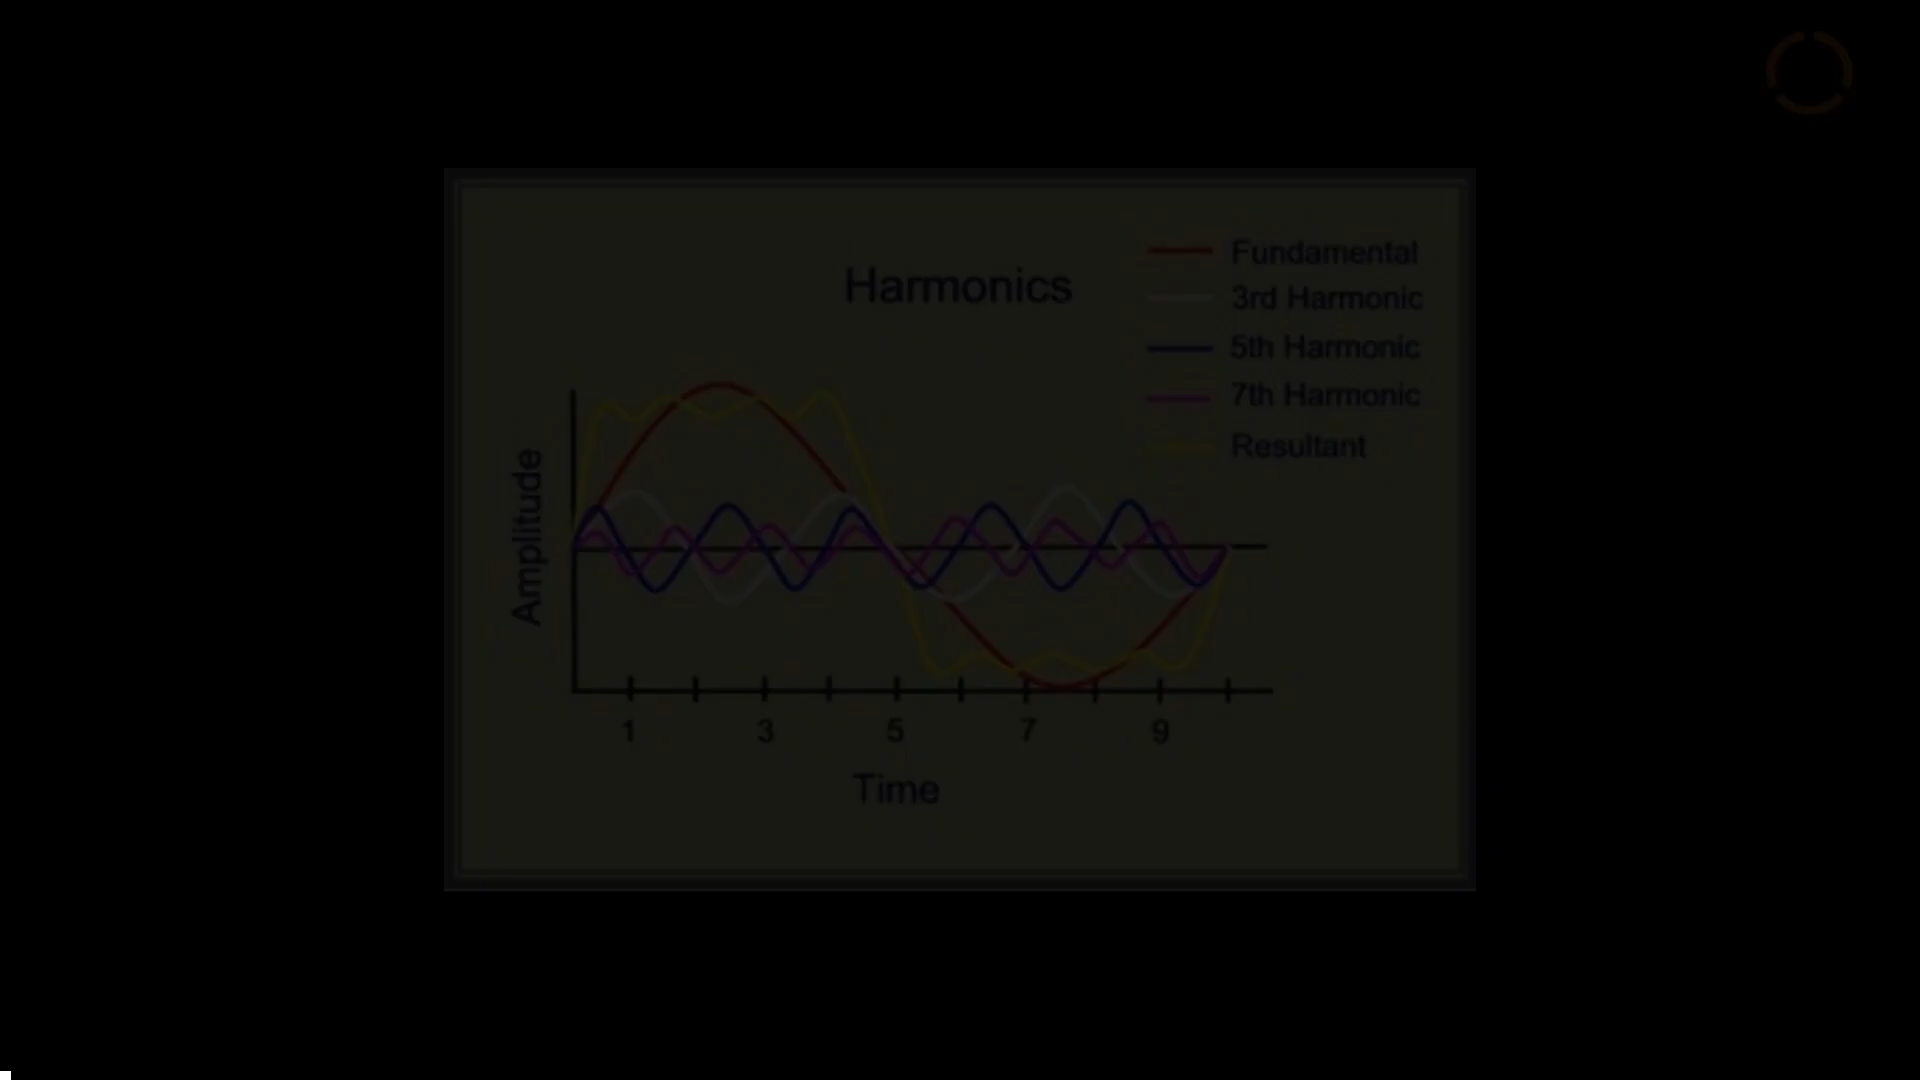 Harmonics
Fundamental
3rd Harmonic
5th Harmonic
7th Harmonic
Resultant
Amplitude
1 3 5 7 9
Time